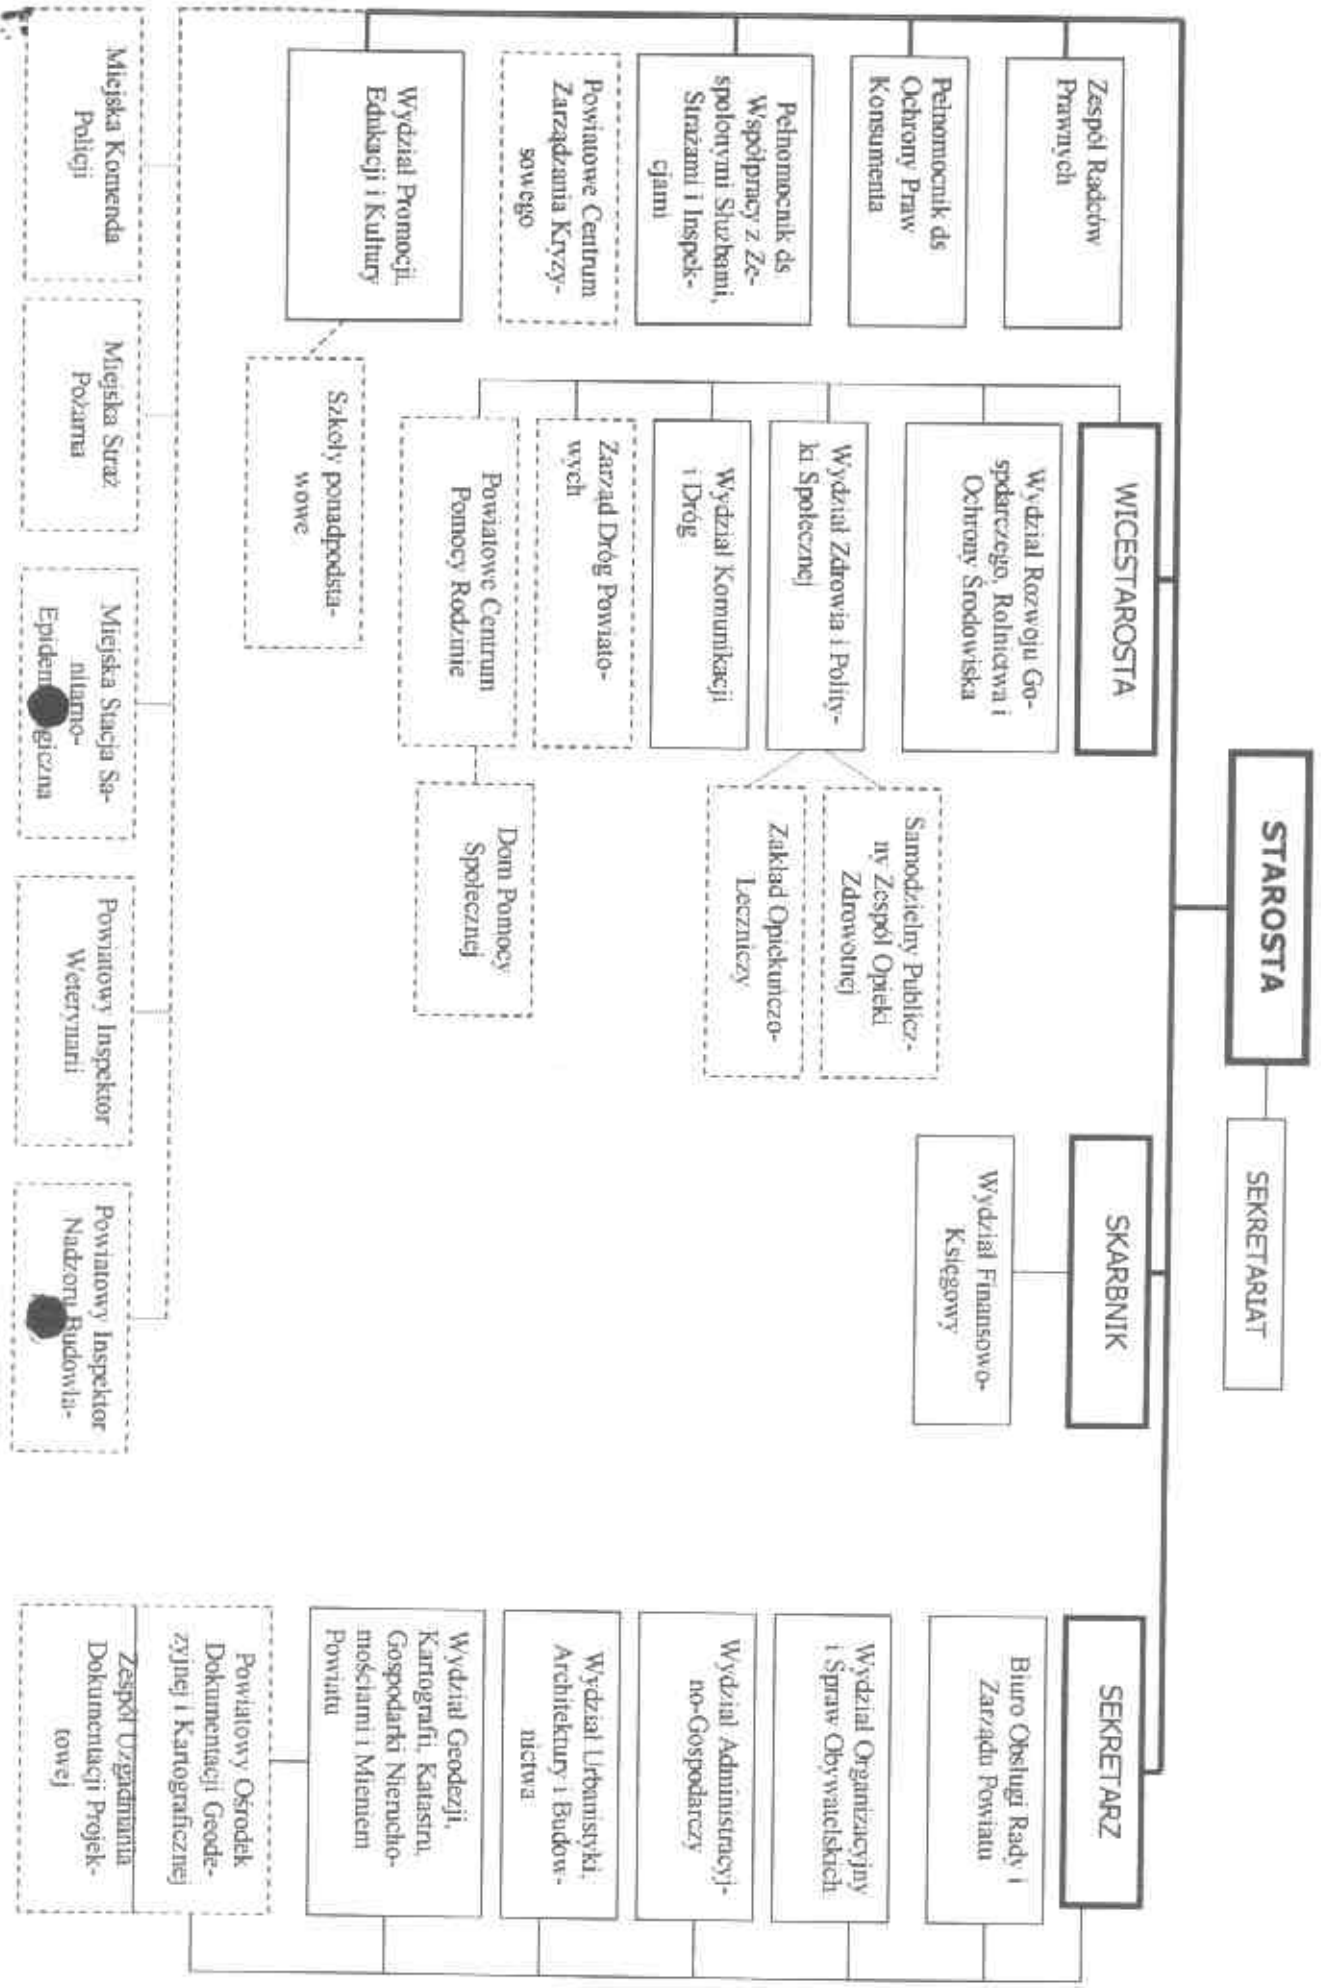 STAROSTA
SEKRETARIAT
WICESTAROSTA
SKARBNIK
SEKRETARZ
Zespół Radców
Prawnych
Pełnomocnik ds
Ochrony Praw
Konsumenta
Pełnomocnik ds
Współpracy z Ze-
spolonymi Służbami,
Strażami i Inspek-
cjami
Powiatowe Centrum
Zarządzania Kryzy-
sowego
Wydział Promocji,
Edukacji i Kultury
Szkoły ponadpodsta-
wowe
Wydział Rozwoju Go-
spdarczego, Rolnictwa i
Ochrony Środowiska
Wydział Zdrowia i Polity-
ki Społecznej
Samodzielny Publicz-
ny Zespół Opieki
Zdrowotnej
Zakład Opiekuńczo-
Leczniczy
Wydział Komunikacji
i Dróg
Zarząd Dróg Powiato-
wych
Powiatowe Centrum
Pomocy Rodzinie
Dom Pomocy
Społecznej
Wydział Finansowo-
Księgowy
Biuro Obsługi Rady i
Zarządu Powiatu
Wydział Organizacyjny
i Spraw Obywatelskich
Wydział Administracyj-
no-Gospodarczy
Wydział Urbanistyki,
Architektury i Budow-
nictwa
Wydział Geodezji,
Kartografii, Katastru,
Gospodarki Nierucho-
mościami i Mieniem
Powiatu
Powiatowy Ośrodek
Dokumentacji Geode-
zyjnej i Kartograficznej
Zespół Uzgadniania
Dokumentacji Projek-
towej
Miejska Komenda
Policji
Miejska Straż
Pożarna
Miejska Stacja Sa-
nitarno-
Powiatowy Inspektor
Weterynarii
Powiatowy Inspektor
Nadzoru Budowla-